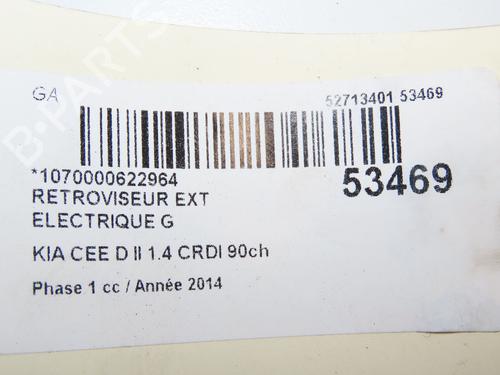 GA
52713401 53469
*1070000622964
53469
RETROVISEUR EXT
ELECTRIQUE G
KIA CEE D II 1.4 CRDI 90ch
Phase 1 cc / Année 2014
B PARTS